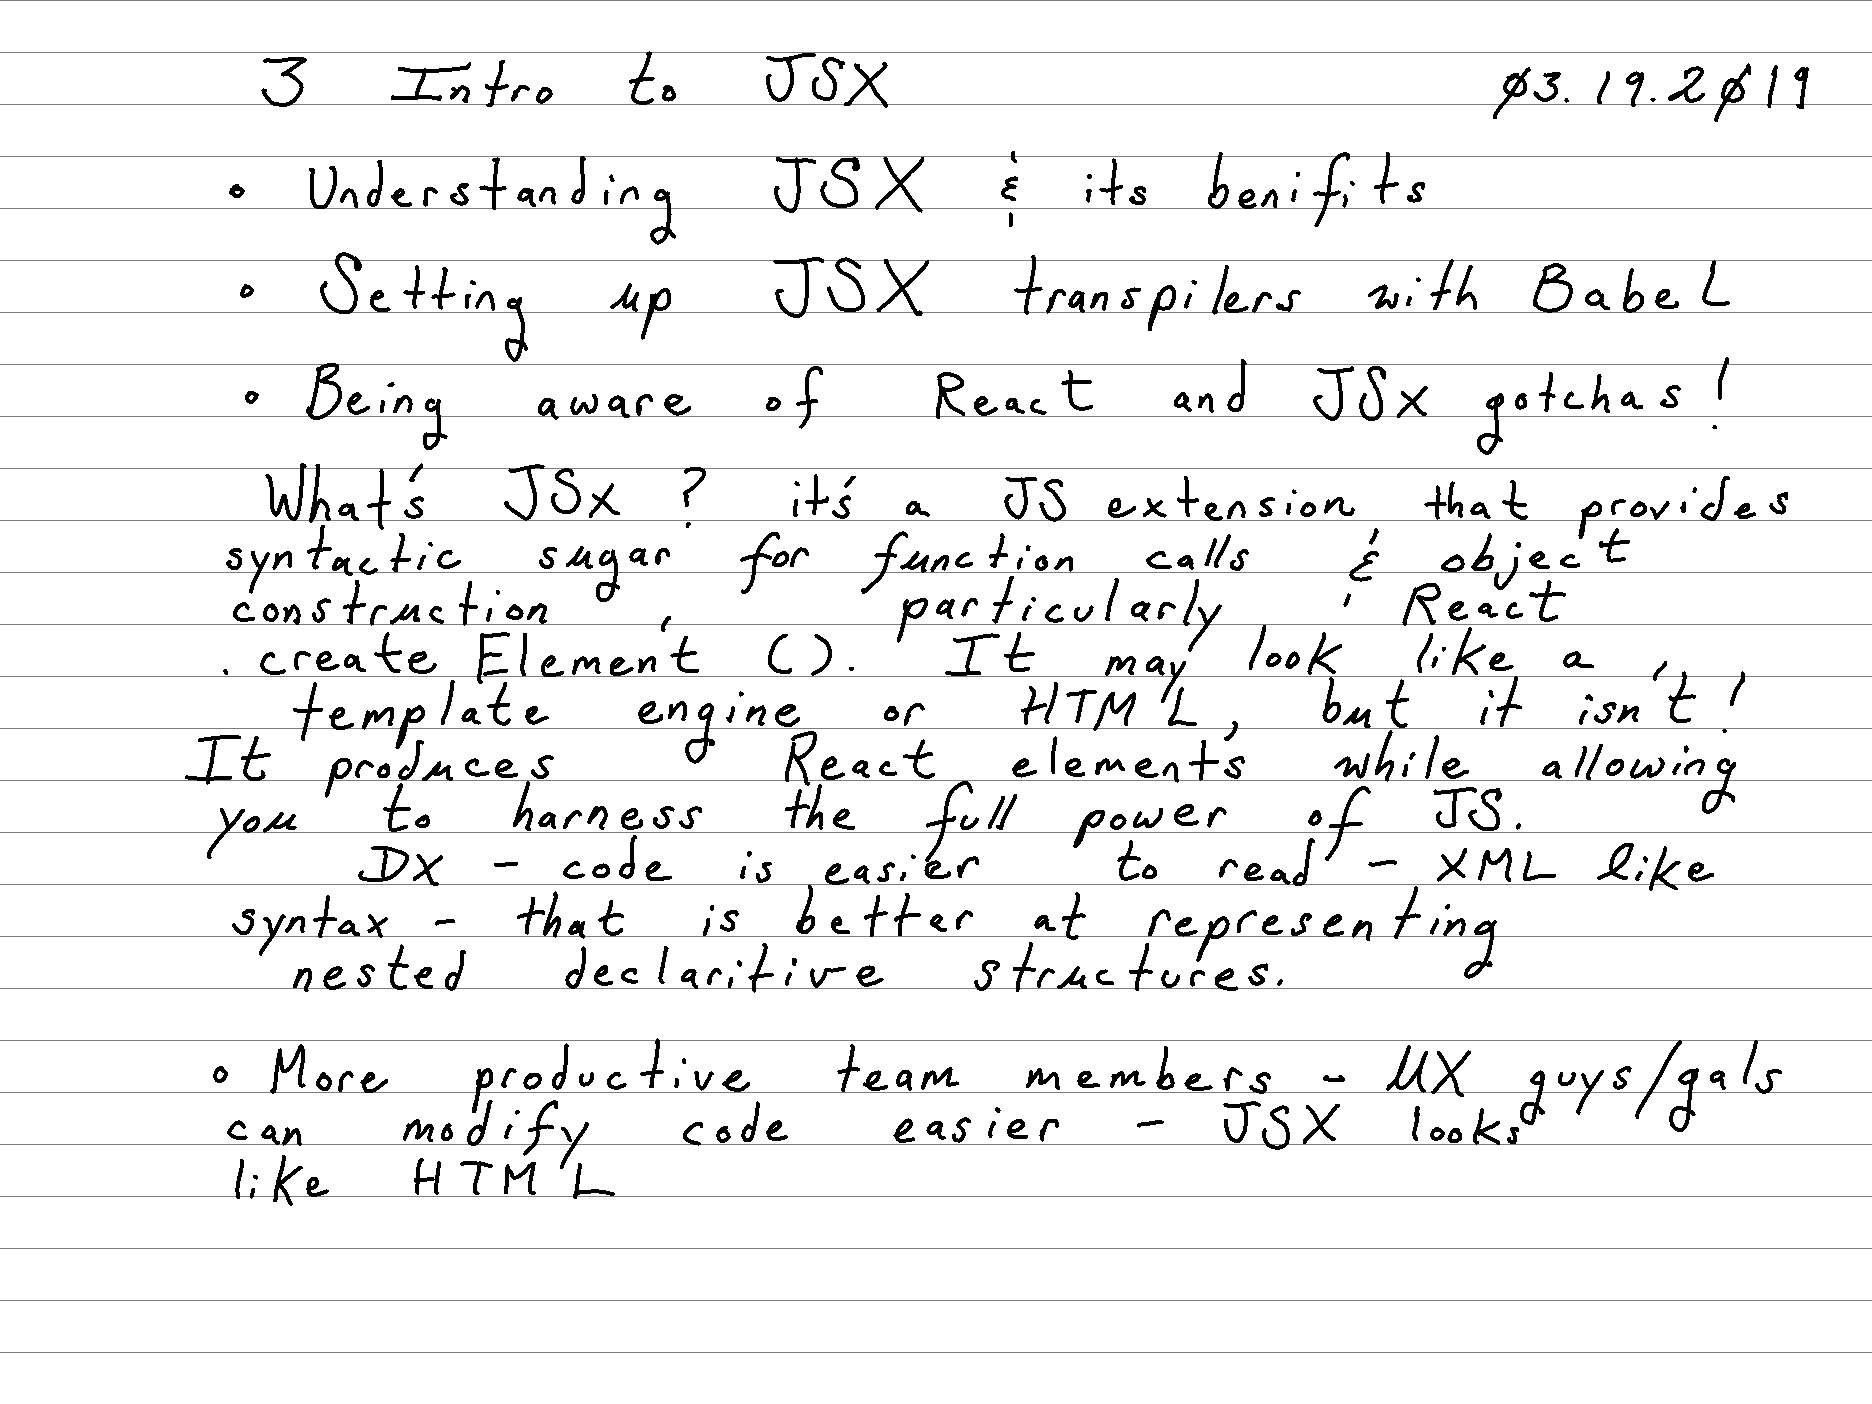 3 Intro to JSX 03.19.2019
• Understanding JSX & its benifits
• Setting up JSX transpilers with Babel
• Being aware of React and JSX gotchas!
What's JSX? it's a JS extension that provides
syntactic sugar for function calls & object
construction, particularly React
.createElement(). It may look like a
template engine or HTML, but it isn't!
It produces React elements while allowing
you to harness the full power of JS.
DX - code is easier to read - XML like
syntax - that is better at representing
nested declaritive structures.
• More productive team members - UX guys/gals
can modify code easier - JSX looks
like HTML